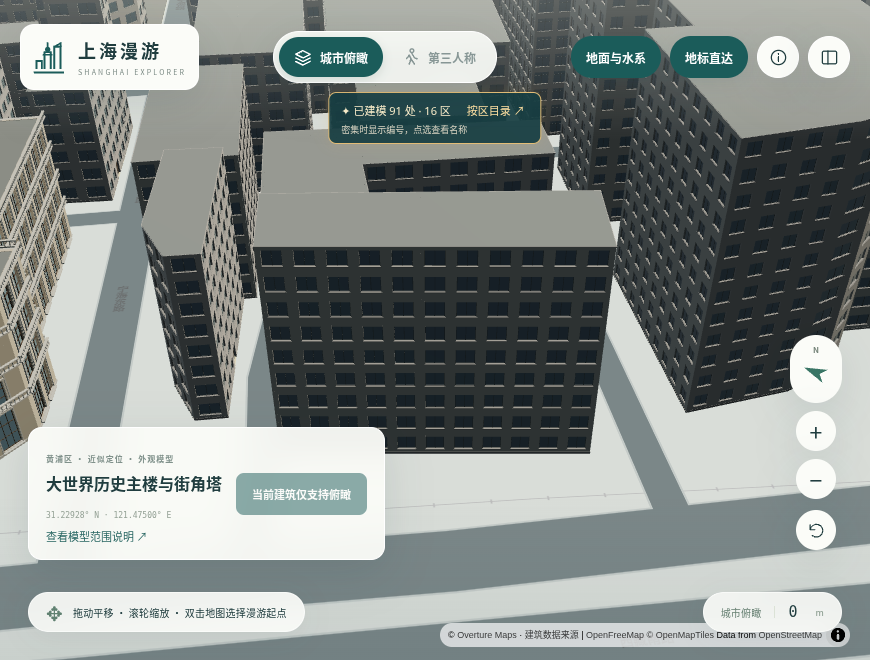 上海漫游
SHANGHAI EXPLORER
城市俯瞰
第三人称
地面与水系
地标直达
✦ 已建模 91 处 · 16 区 按区目录 ↗
密集时显示编号，点选查看名称
N
黄浦区 · 近似定位 · 外观模型
大世界历史主楼与街角塔
当前建筑仅支持俯瞰
31.22928° N · 121.47500° E
查看模型范围说明 ↗
拖动平移 · 滚轮缩放 · 双击地图选择漫游起点
城市俯瞰 0 m
© Overture Maps · 建筑数据来源 | OpenFreeMap © OpenMapTiles Data from OpenStreetMap